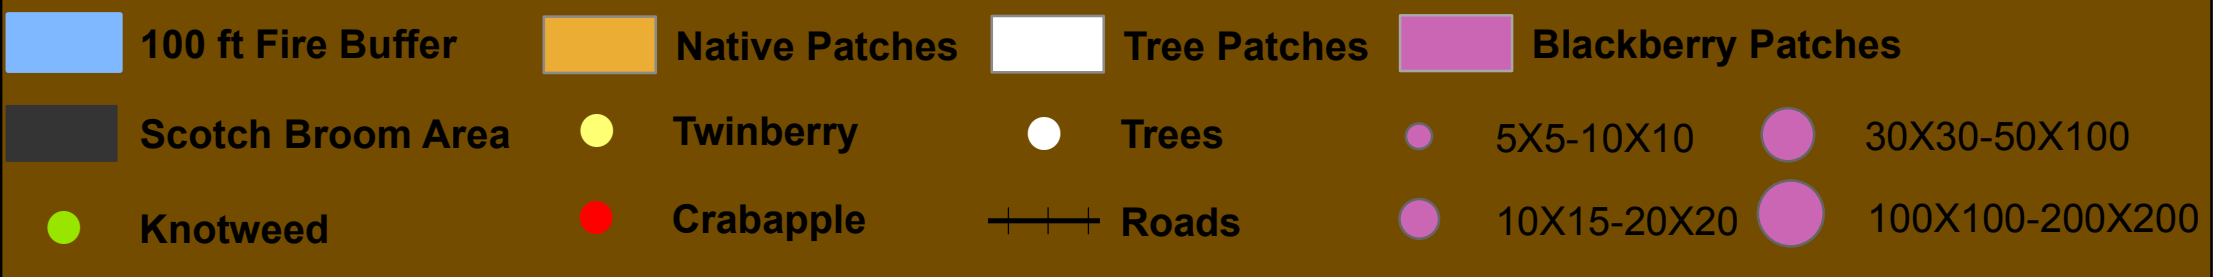 100 ft Fire Buffer
Native Patches
Tree Patches
Blackberry Patches
Scotch Broom Area
Twinberry
Trees
5X5-10X10
30X30-50X100
Knotweed
Crabapple
Roads
10X15-20X20
100X100-200X200